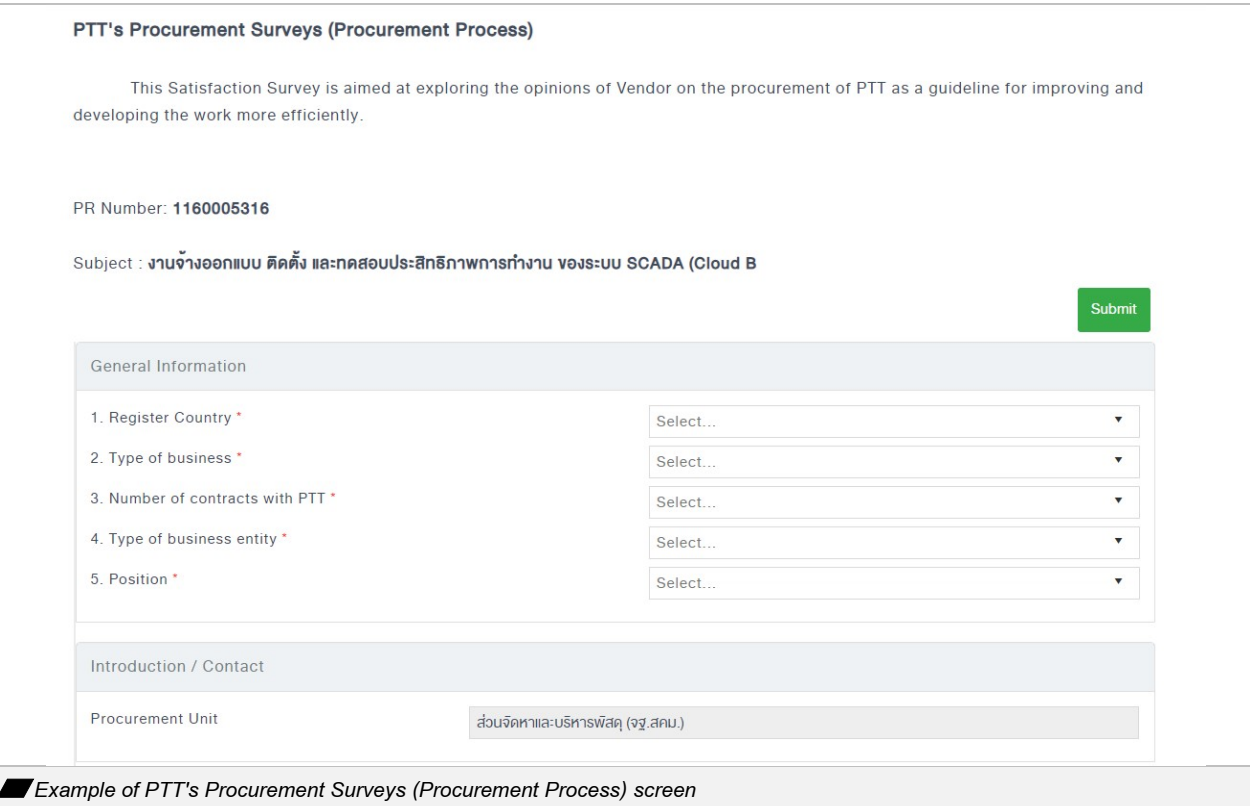 PTT's Procurement Surveys (Procurement Process)
This Satisfaction Survey is aimed at exploring the opinions of Vendor on the procurement of PTT as a guideline for improving and
developing the work more efficiently.
PR Number: 1160005316
Subject : งานจ้างออกแบบ ติดตั้ง และทดสอบประสิทธิภาพการทำงาน ของระบบ SCADA (Cloud B
Submit
General Information
1. Register Country * Select...
2. Type of business * Select...
3. Number of contracts with PTT * Select...
4. Type of business entity * Select...
5. Position * Select...
Introduction / Contact
Procurement Unit ส่วนจัดหาและบริหารพัสดุ (จฐ.สคม.)
Example of PTT's Procurement Surveys (Procurement Process) screen